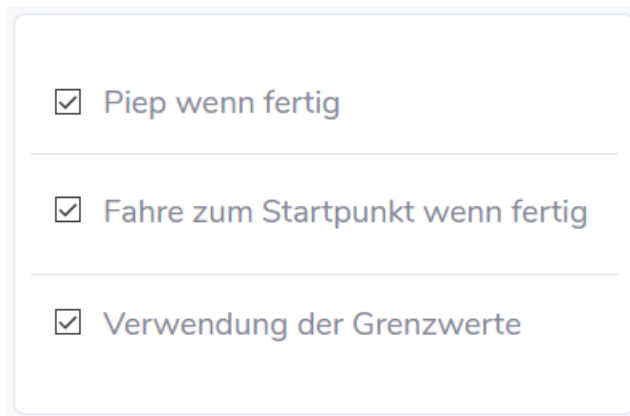 Piep wenn fertig
Fahre zum Startpunkt wenn fertig
Verwendung der Grenzwerte